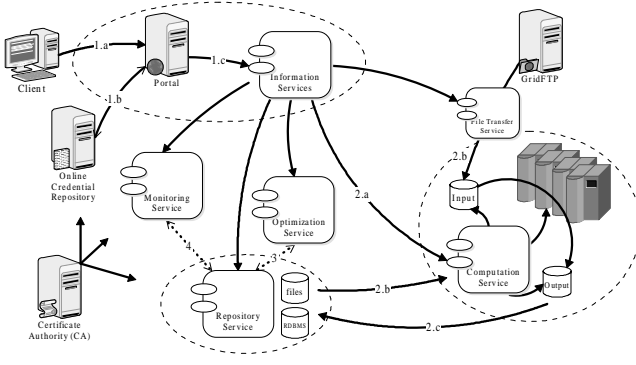 1.a
Client
Portal
1.c
Information
Services
GridFTP
1.b
Online
Credential
Repository
File Transfer
Service
2.b
Monitoring
Service
2.a
Optimization
Service
Input
4
3
Computation
Service
Output
Certificate
Authority (CA)
Repository
Service
files
RDBMS
2.b
2.c